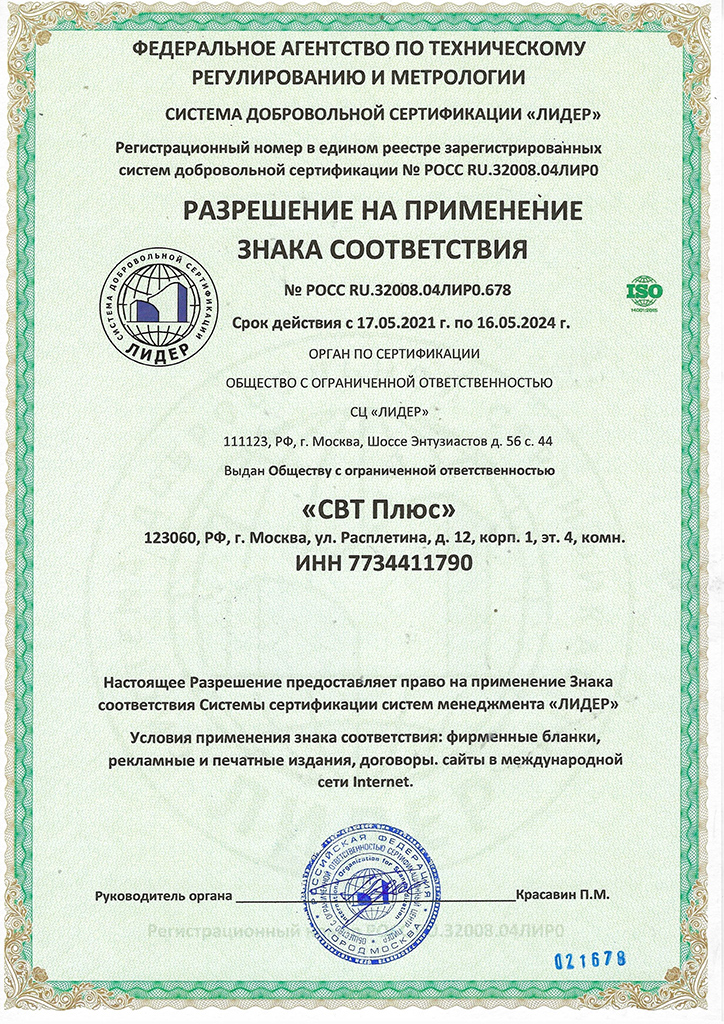 ФЕДЕРАЛЬНОЕ АГЕНТСТВО ПО ТЕХНИЧЕСКОМУ
РЕГУЛИРОВАНИЮ И МЕТРОЛОГИИ
СИСТЕМА ДОБРОВОЛЬНОЙ СЕРТИФИКАЦИИ «ЛИДЕР»
Регистрационный номер в едином реестре зарегистрированных
систем добровольной сертификации № РОСС RU.32008.04ЛИР0
РАЗРЕШЕНИЕ НА ПРИМЕНЕНИЕ
ЗНАКА СООТВЕТСТВИЯ
СИСТЕМА ДОБРОВОЛЬНОЙ СЕРТИФИКАЦИИ
ЛИДЕР
№ РОСС RU.32008.04ЛИР0.678
ISO
14001:2015
Срок действия с 17.05.2021 г. по 16.05.2024 г.
ОРГАН ПО СЕРТИФИКАЦИИ
ОБЩЕСТВО С ОГРАНИЧЕННОЙ ОТВЕТСТВЕННОСТЬЮ
СЦ «ЛИДЕР»
111123, РФ, г. Москва, Шоссе Энтузиастов д. 56 с. 44
Выдан Обществу с ограниченной ответственностью
«СВТ Плюс»
123060, РФ, г. Москва, ул. Расплетина, д. 12, корп. 1, эт. 4, комн.
ИНН 7734411790
Настоящее Разрешение предоставляет право на применение Знака
соответствия Системы сертификации систем менеджмента «ЛИДЕР»
Условия применения знака соответствия: фирменные бланки,
рекламные и печатные издания, договоры. сайты в международной
сети Internet.
РОССИЙСКАЯ ФЕДЕРАЦИЯ
ГОРОД МОСКВА
Руководитель органа Красавин П.М.
Регистрационный РОСС RU.32008.04ЛИР0
021678